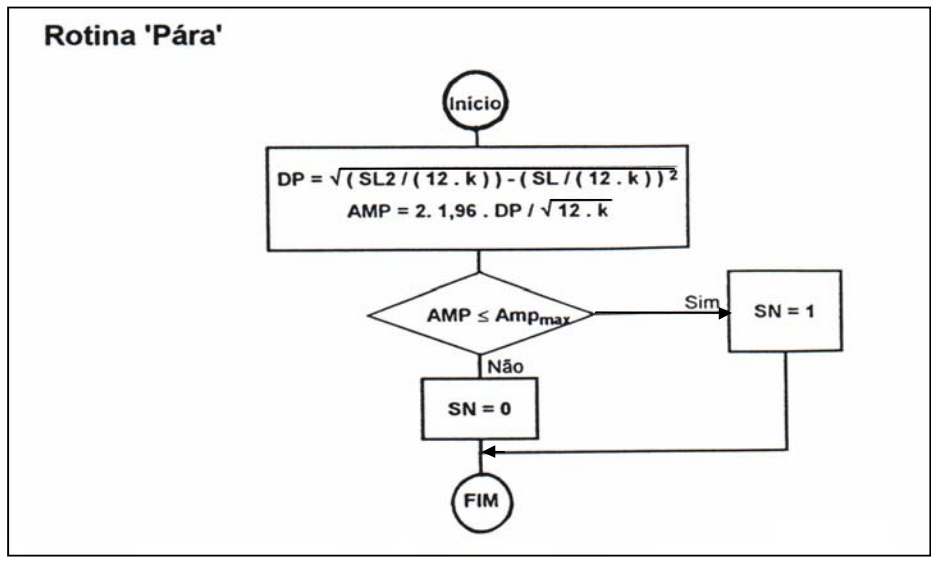 Rotina 'Pára'
Início
DP = √( SL2 / ( 12 . k ) ) - ( SL / ( 12 . k ) ) ²
AMP = 2. 1,96 . DP / √12 . k
AMP ≤ Ampmax
Sim
SN = 1
Não
SN = 0
FIM